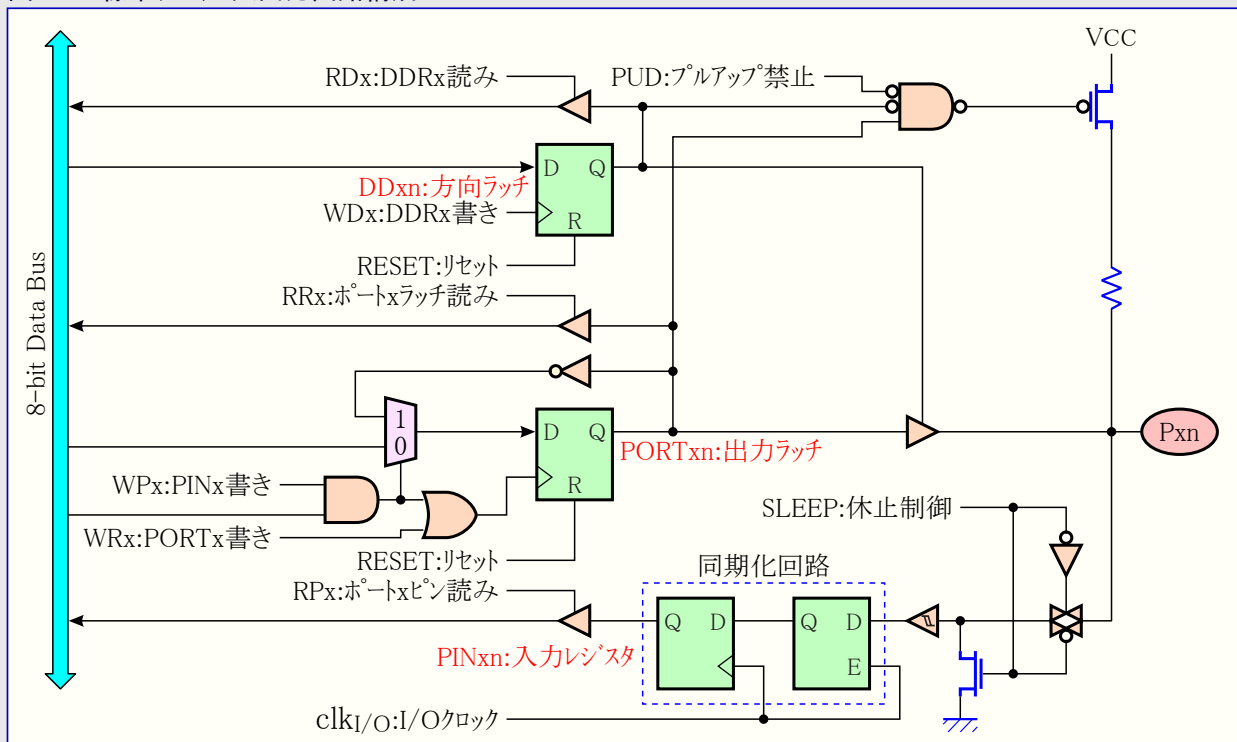 VCC
RDx:DDRx読み
PUD:プルアップ禁止
D Q
DDxn:方向ラッチ
WDx:DDRx書き
R
RESET:リセット
RRx:ポートxラッチ読み
8-bit Data Bus
1
0
D Q
PORTxn:出力ラッチ
Pxn
WPx:PINx書き
R
WRx:PORTx書き
SLEEP:休止制御
RESET:リセット
同期化回路
RPx:ポートxピン読み
Q D
Q D
PINxn:入力レジスタ
E
clkI/O:I/Oクロック